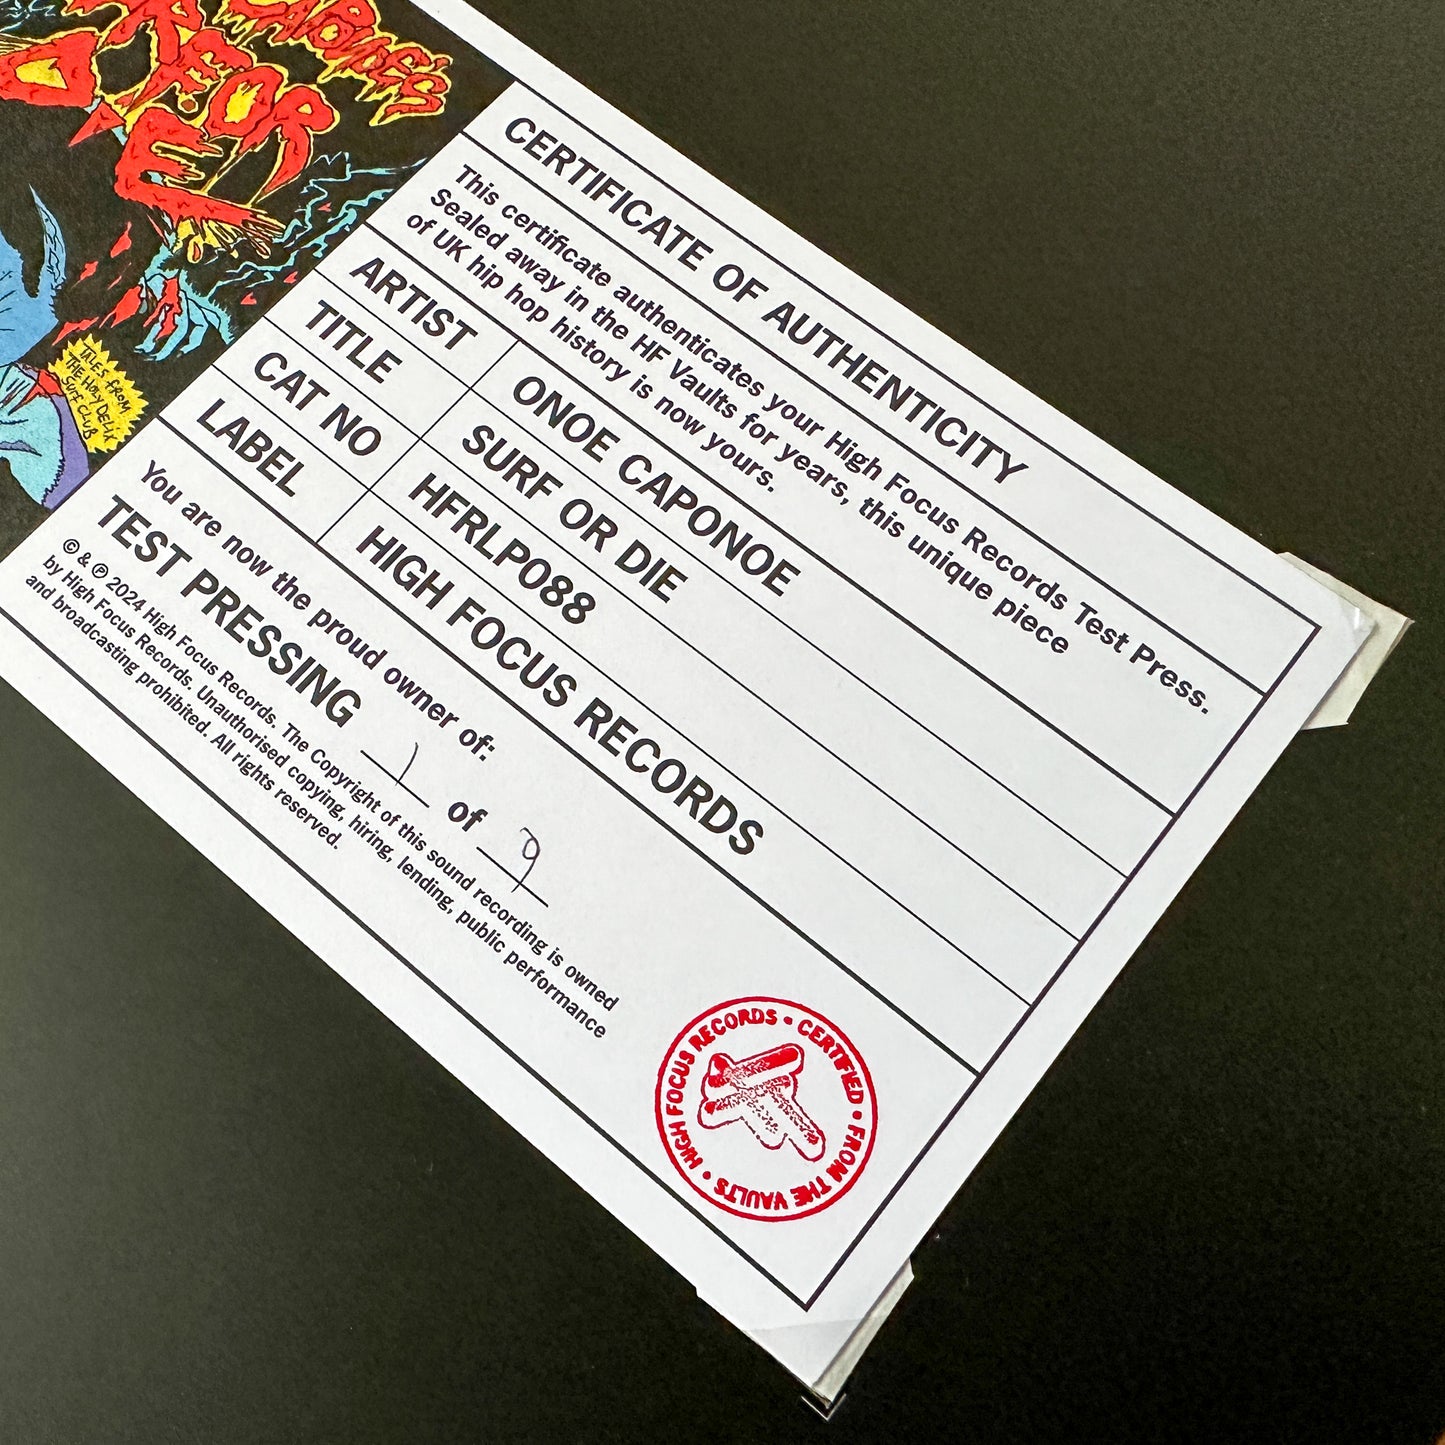 CAPONOE'S
SURF OR
DIE
TALES FROM
THE HOLY DELIX
SURF CLUB
CERTIFICATE OF AUTHENTICITY
This certificate authenticates your High Focus Records Test Press.
Sealed away in the HF Vaults for years, this unique piece
of UK hip hop history is now yours.
ARTIST ONOE CAPONOE
TITLE SURF OR DIE
CAT NO HFRLP088
LABEL HIGH FOCUS RECORDS
You are now the proud owner of:
TEST PRESSING 1 of 9
© & ℗ 2024 High Focus Records. The Copyright of this sound recording is owned
by High Focus Records. Unauthorised copying, hiring, lending, public performance
and broadcasting prohibited. All rights reserved.
HIGH FOCUS RECORDS • CERTIFIED • FROM THE VAULTS •